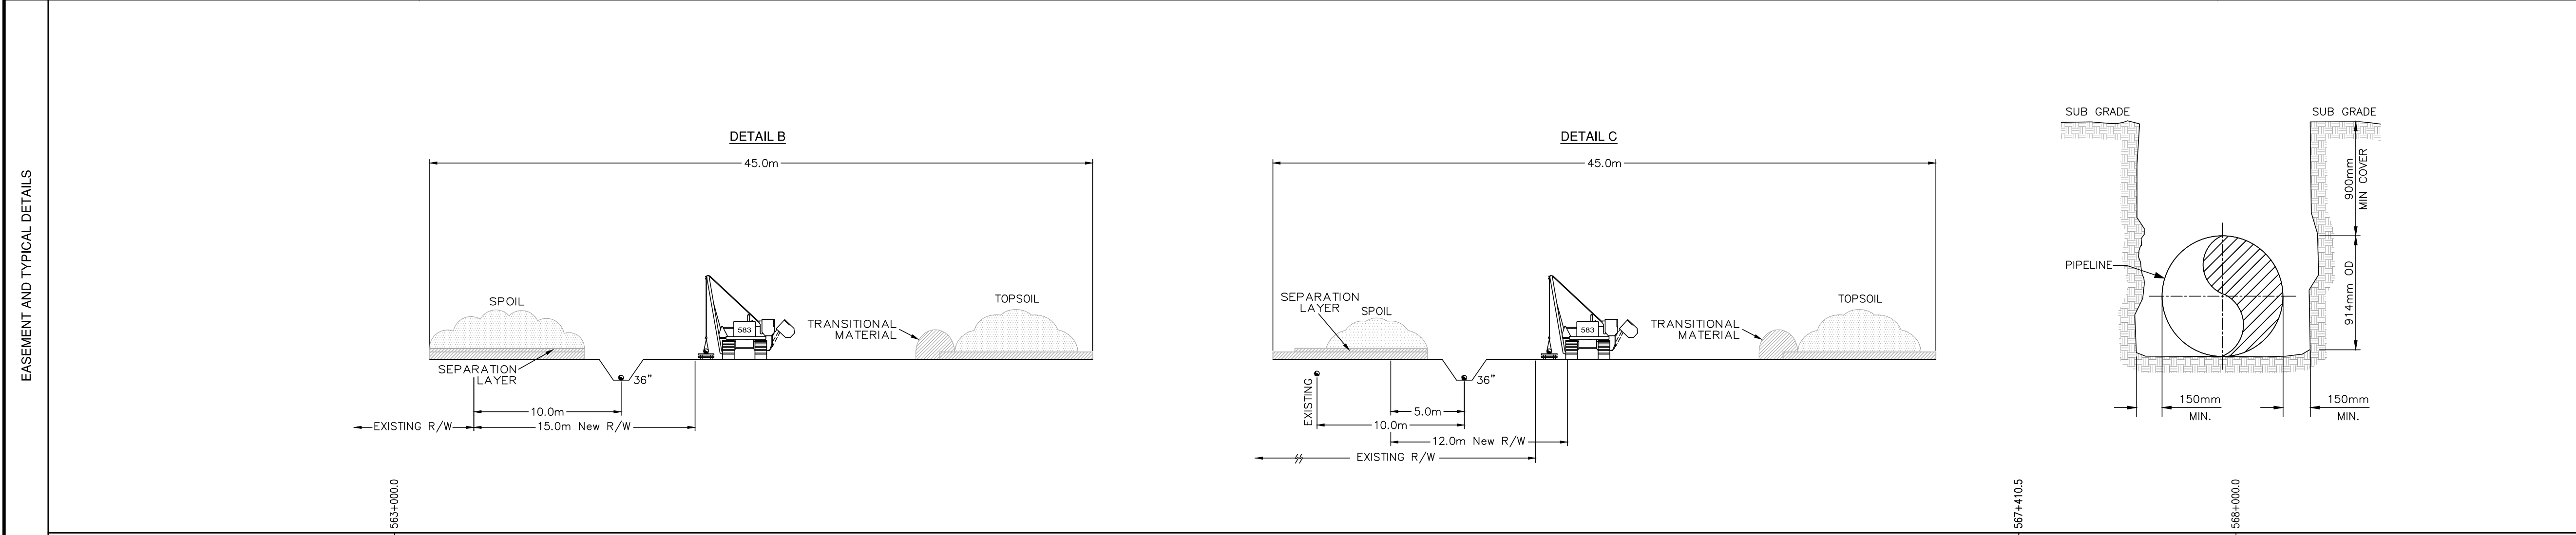 EASEMENT AND TYPICAL DETAILS
DETAIL B
45.0m
SPOIL
583
TRANSITIONAL
MATERIAL
TOPSOIL
SEPARATION
LAYER
36"
10.0m
EXISTING R/W
15.0m New R/W
563+000.0
DETAIL C
45.0m
SEPARATION
LAYER
SPOIL
583
TRANSITIONAL
MATERIAL
TOPSOIL
EXISTING
36"
5.0m
10.0m
12.0m New R/W
EXISTING R/W
567+410.5
SUB GRADE
SUB GRADE
900mm
MIN COVER
PIPELINE
914mm OD
150mm
MIN.
150mm
MIN.
568+000.0